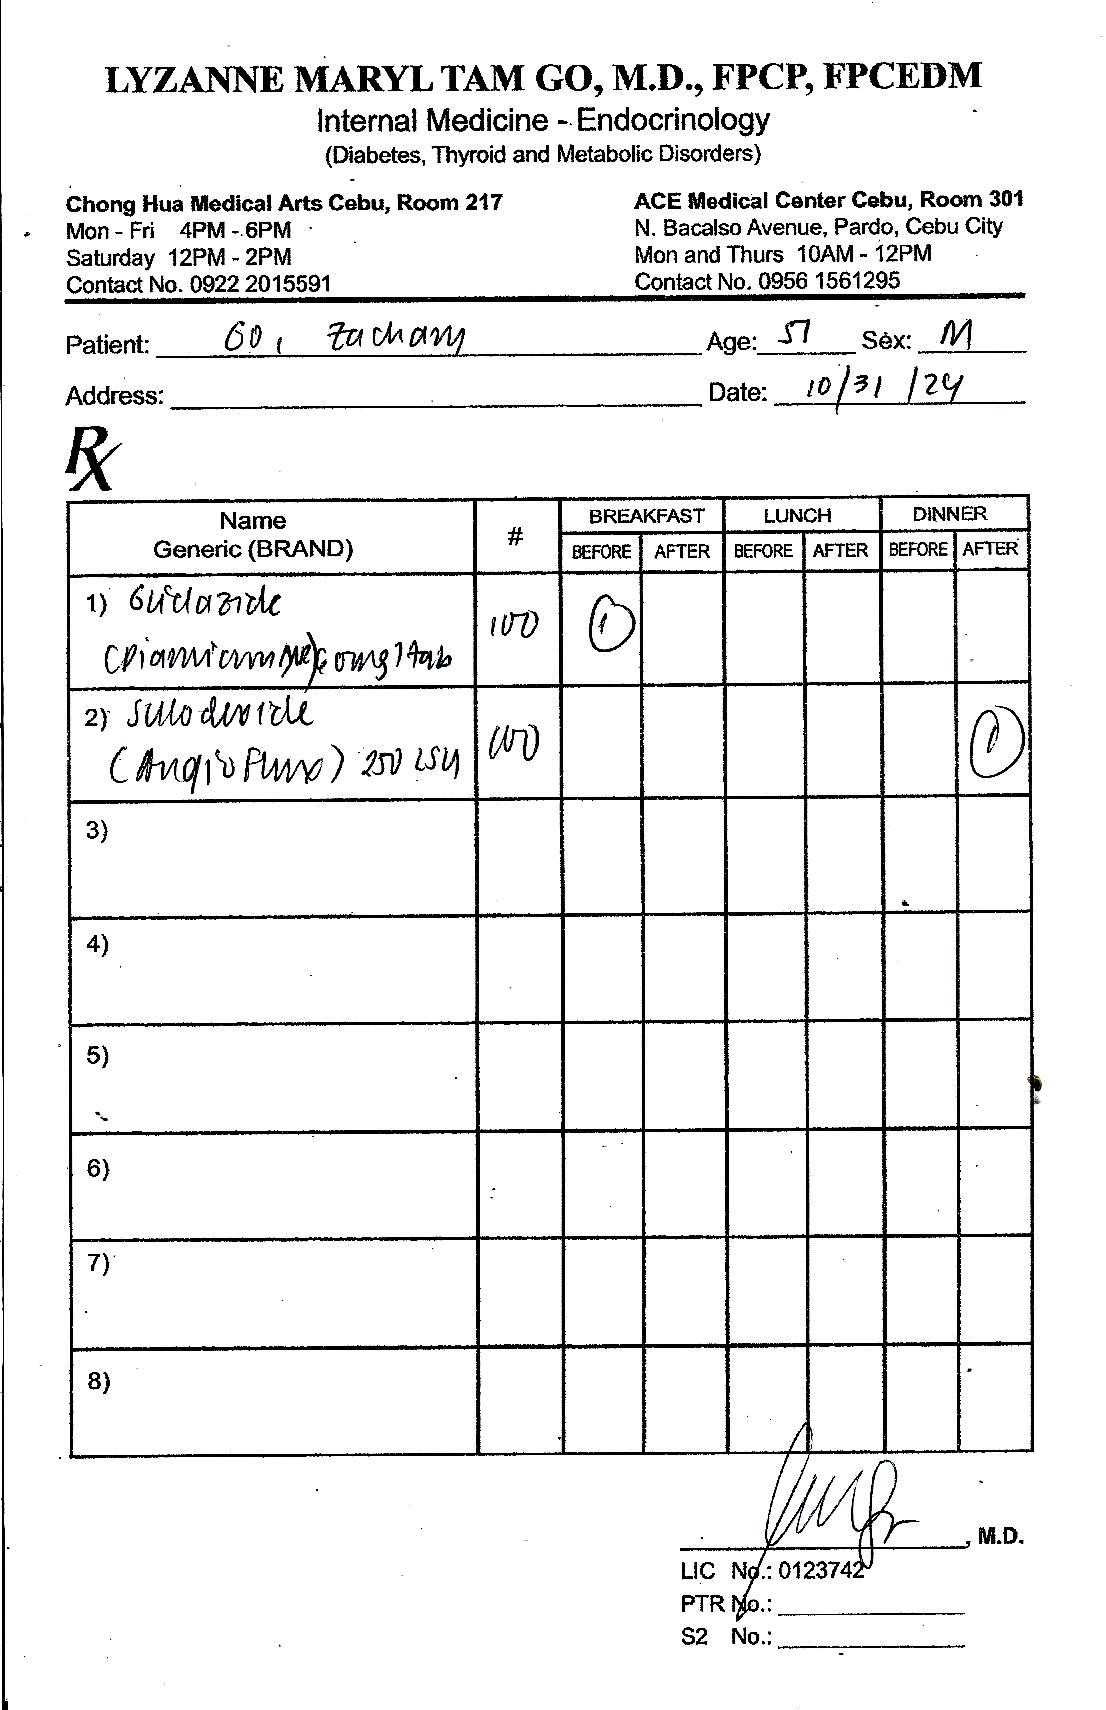 LYZANNE MARYL TAM GO, M.D., FPCP, FPCEDM
Internal Medicine - Endocrinology
(Diabetes, Thyroid and Metabolic Disorders)
Chong Hua Medical Arts Cebu, Room 217
Mon - Fri 4PM - 6PM
Saturday 12PM - 2PM
Contact No. 0922 2015591
ACE Medical Center Cebu, Room 301
N. Bacalso Avenue, Pardo, Cebu City
Mon and Thurs 10AM - 12PM
Contact No. 0956 1561295
Patient: Go, Zachary Age: 51 Sex: M
Address: Date: 10/31/24
Rx
Name # BREAKFAST LUNCH DINNER
Generic (BRAND) BEFORE AFTER BEFORE AFTER BEFORE AFTER
1) Gliclazide 100 1
(Diamicron MR) 60mg 1 tab
2) Sulodexide 100 1
(Angioflux) 250 LSU
3)
4)
5)
6)
7)
8)
, M.D.
LIC No.: 0123742
PTR No.:
S2 No.: